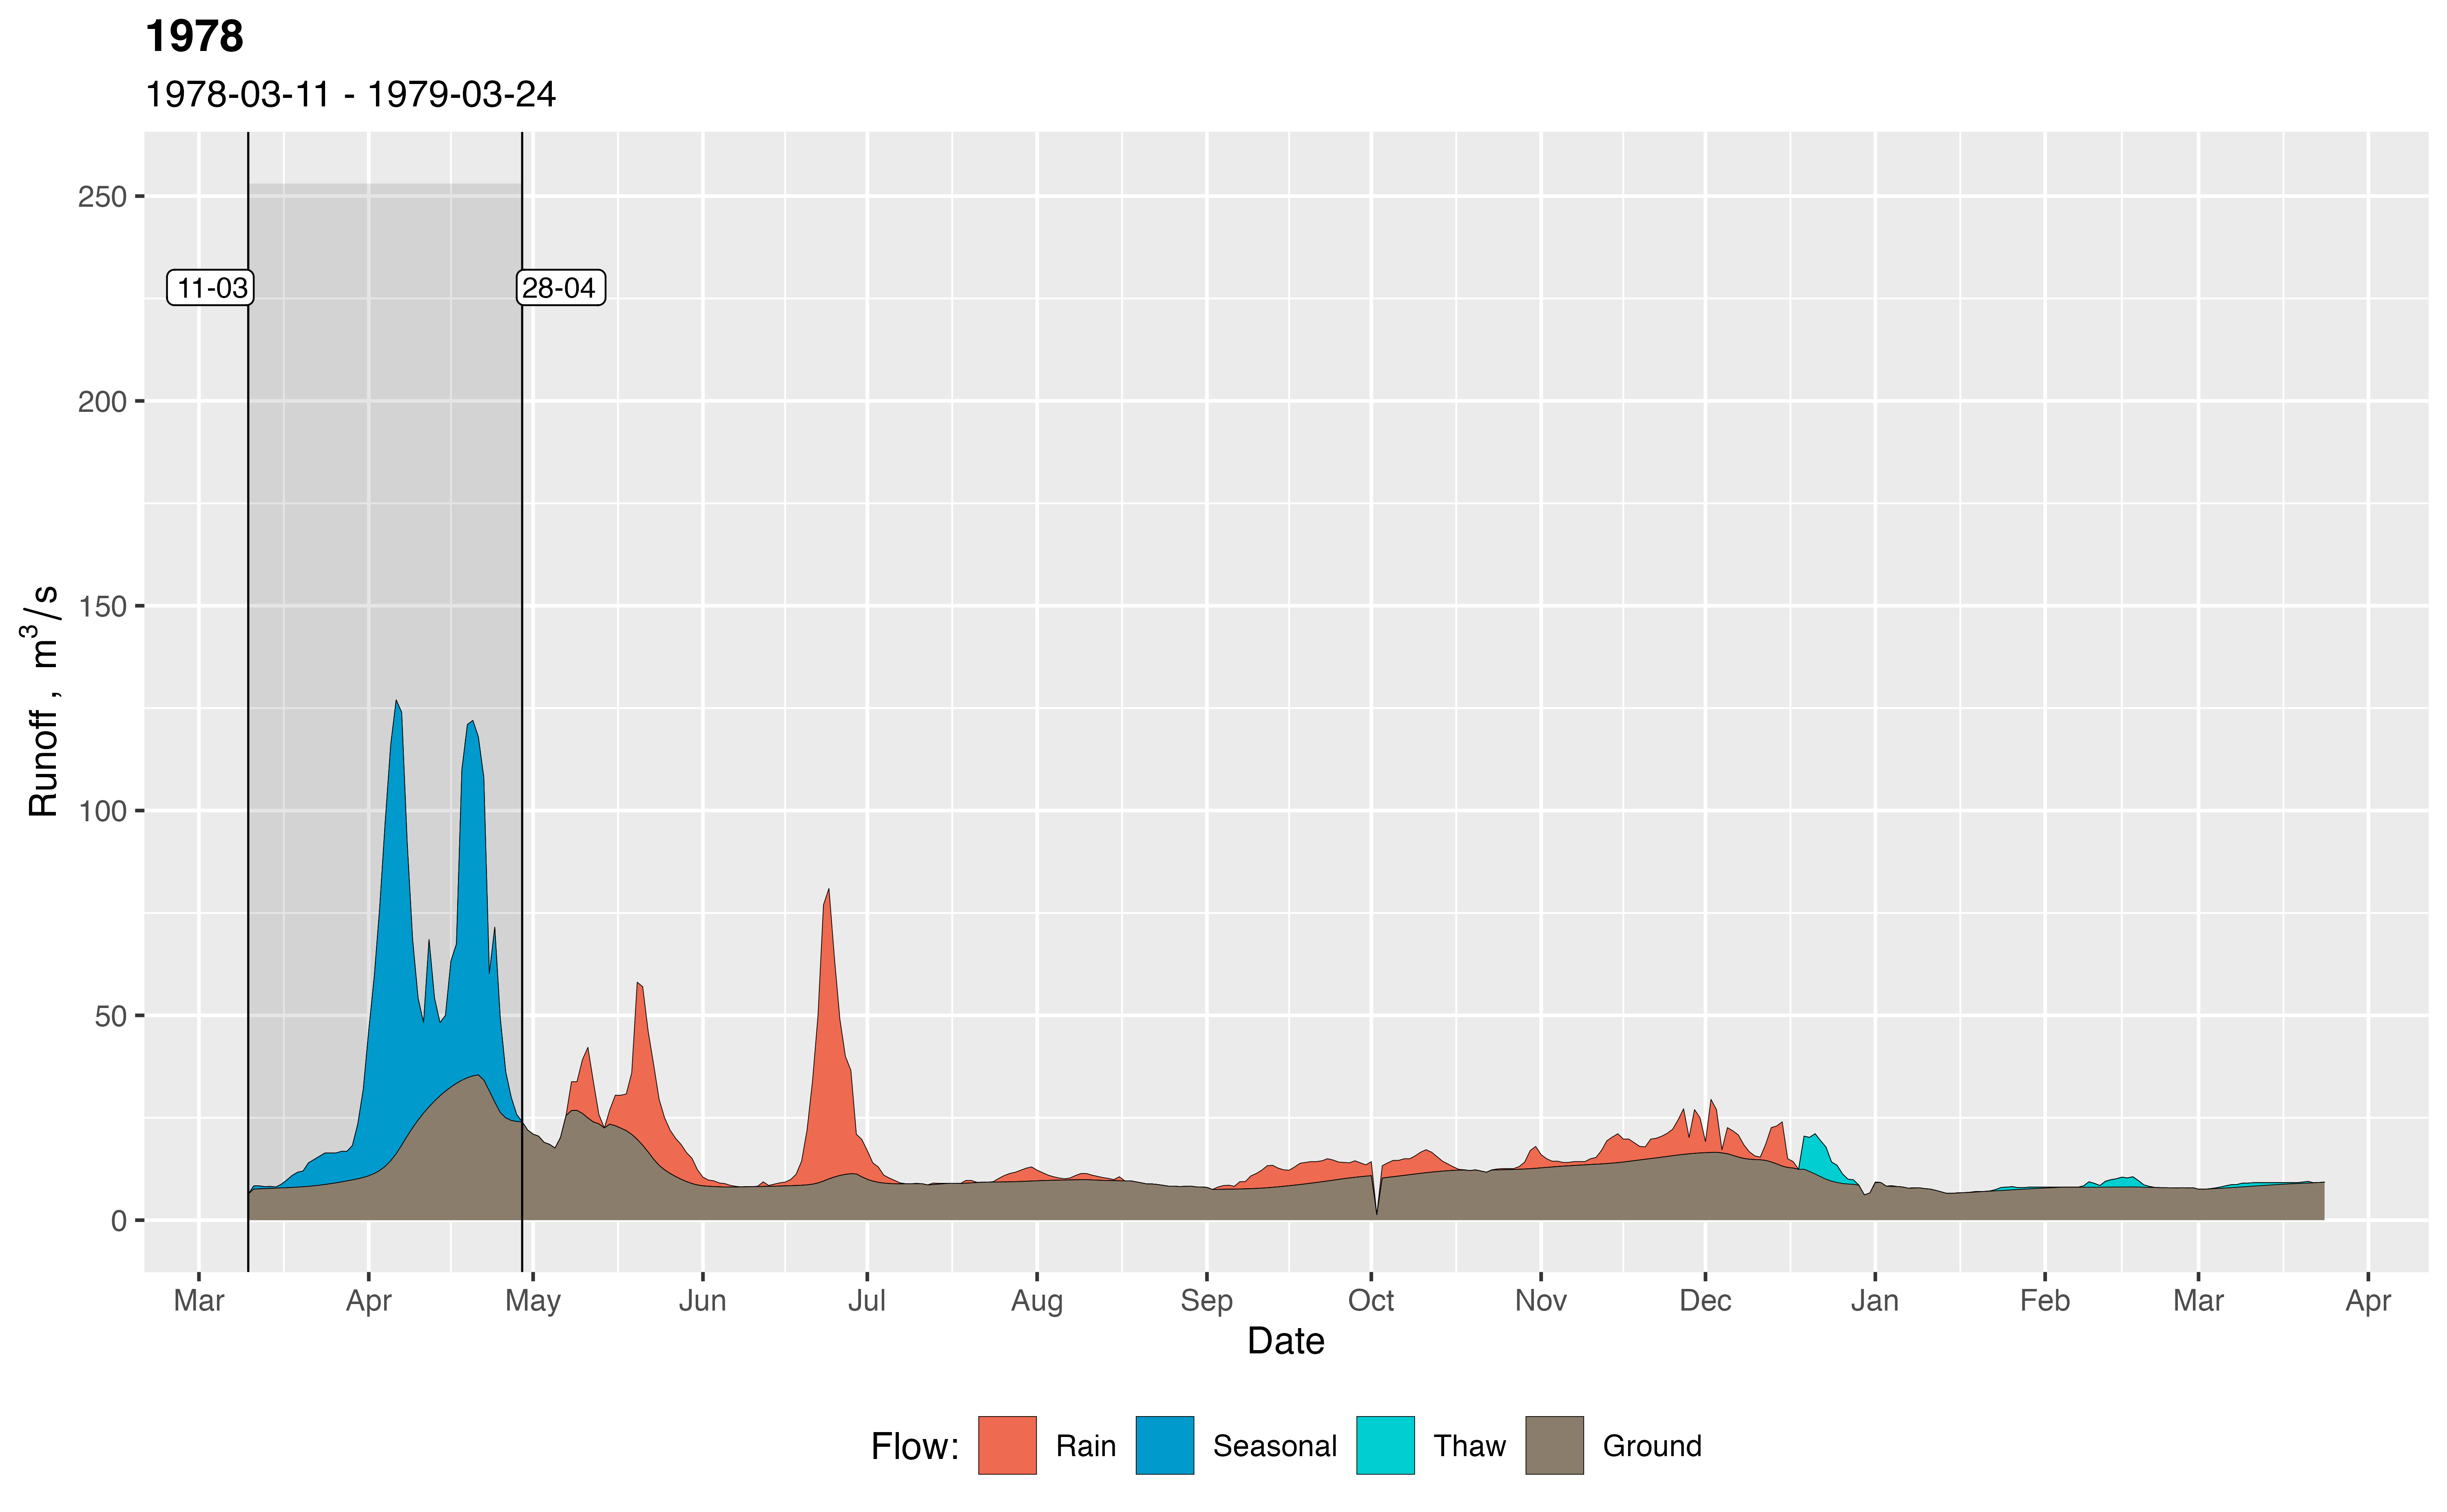 1978
1978-03-11 - 1979-03-24
250
200
150
100
50
0
Runoff , m³/s
11-03
28-04
Mar Apr May Jun Jul Aug Sep Oct Nov Dec Jan Feb Mar Apr
Date
Flow: Rain Seasonal Thaw Ground